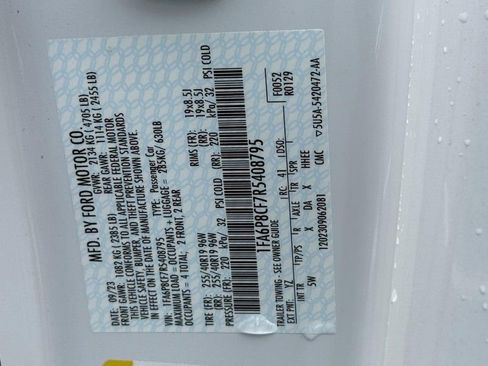 MFD. BY FORD MOTOR CO.
DATE: 09/23 GVWR: 2134 KG ( 4705 LB)
FRONT GAWR: 1082 KG ( 2385 LB) REAR GAWR: 1114 KG ( 2455 LB)
THIS VEHICLE CONFORMS TO ALL APPLICABLE FEDERAL MOTOR
VEHICLE SAFETY, BUMPER, AND THEFT PREVENTION STANDARDS
IN EFFECT ON THE DATE OF MANUFACTURE SHOWN ABOVE.
VIN: 1FA6P8CF7R5408795 TYPE: Passenger Car
MAXIMUM LOAD = OCCUPANTS + LUGGAGE = 285KG/ 630LB
OCCUPANTS = 4 TOTAL; 2 FRONT, 2 REAR
TIRE (FR): 255/40R19 96W RIMS (FR): 19x8.5J
(RR): 255/40R19 96W (RR): 19x8.5J
PRESSURE (FR): 220 kPa/ 32 PSI COLD (RR): 220 kPa/ 32 PSI COLD
1FA6P8CF7R5408795
F0052
R0129
TRAILER TOWING - SEE OWNER GUIDE
EXT PNT: YZ RC: 41 DSO:
INT TR TP/PS R AXLE TR SPR
5W X DA X HHEE
1202309062081 CMC ▽5U5A-5420472-AA